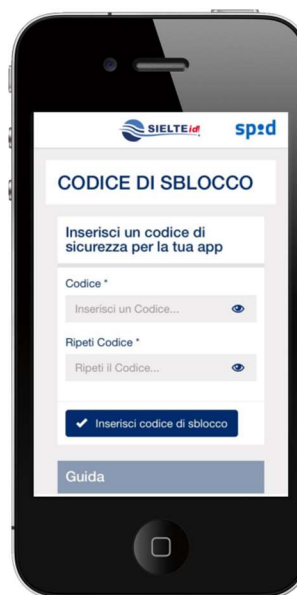 SIELTEid!
sp:d
CODICE DI SBLOCCO
Inserisci un codice di
sicurezza per la tua app
Codice *
Inserisci un Codice...
Ripeti Codice *
Ripeti il Codice...
Inserisci codice di sblocco
Guida